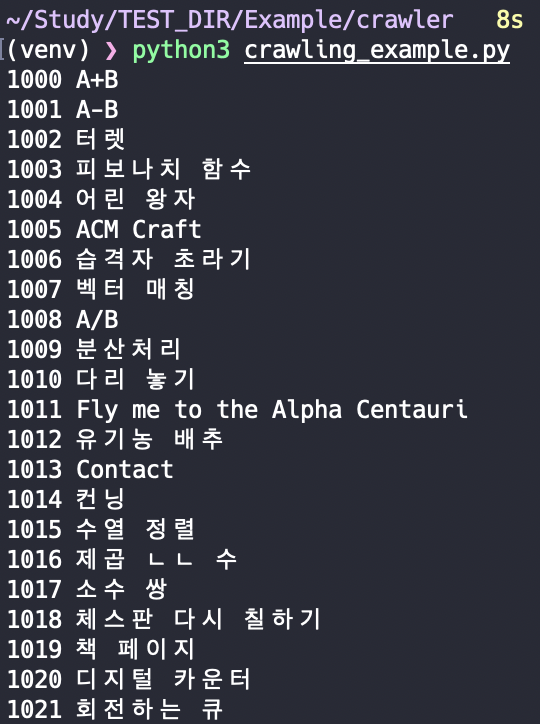 ~/Study/TEST_DIR/Example/crawler 8s
(venv) ❯ python3 crawling_example.py
1000 A+B
1001 A-B
1002 터렛
1003 피보나치 함수
1004 어린 왕자
1005 ACM Craft
1006 습격자 초라기
1007 벡터 매칭
1008 A/B
1009 분산처리
1010 다리 놓기
1011 Fly me to the Alpha Centauri
1012 유기농 배추
1013 Contact
1014 컨닝
1015 수열 정렬
1016 제곱 ㄴㄴ 수
1017 소수 쌍
1018 체스판 다시 칠하기
1019 책 페이지
1020 디지털 카운터
1021 회전하는 큐